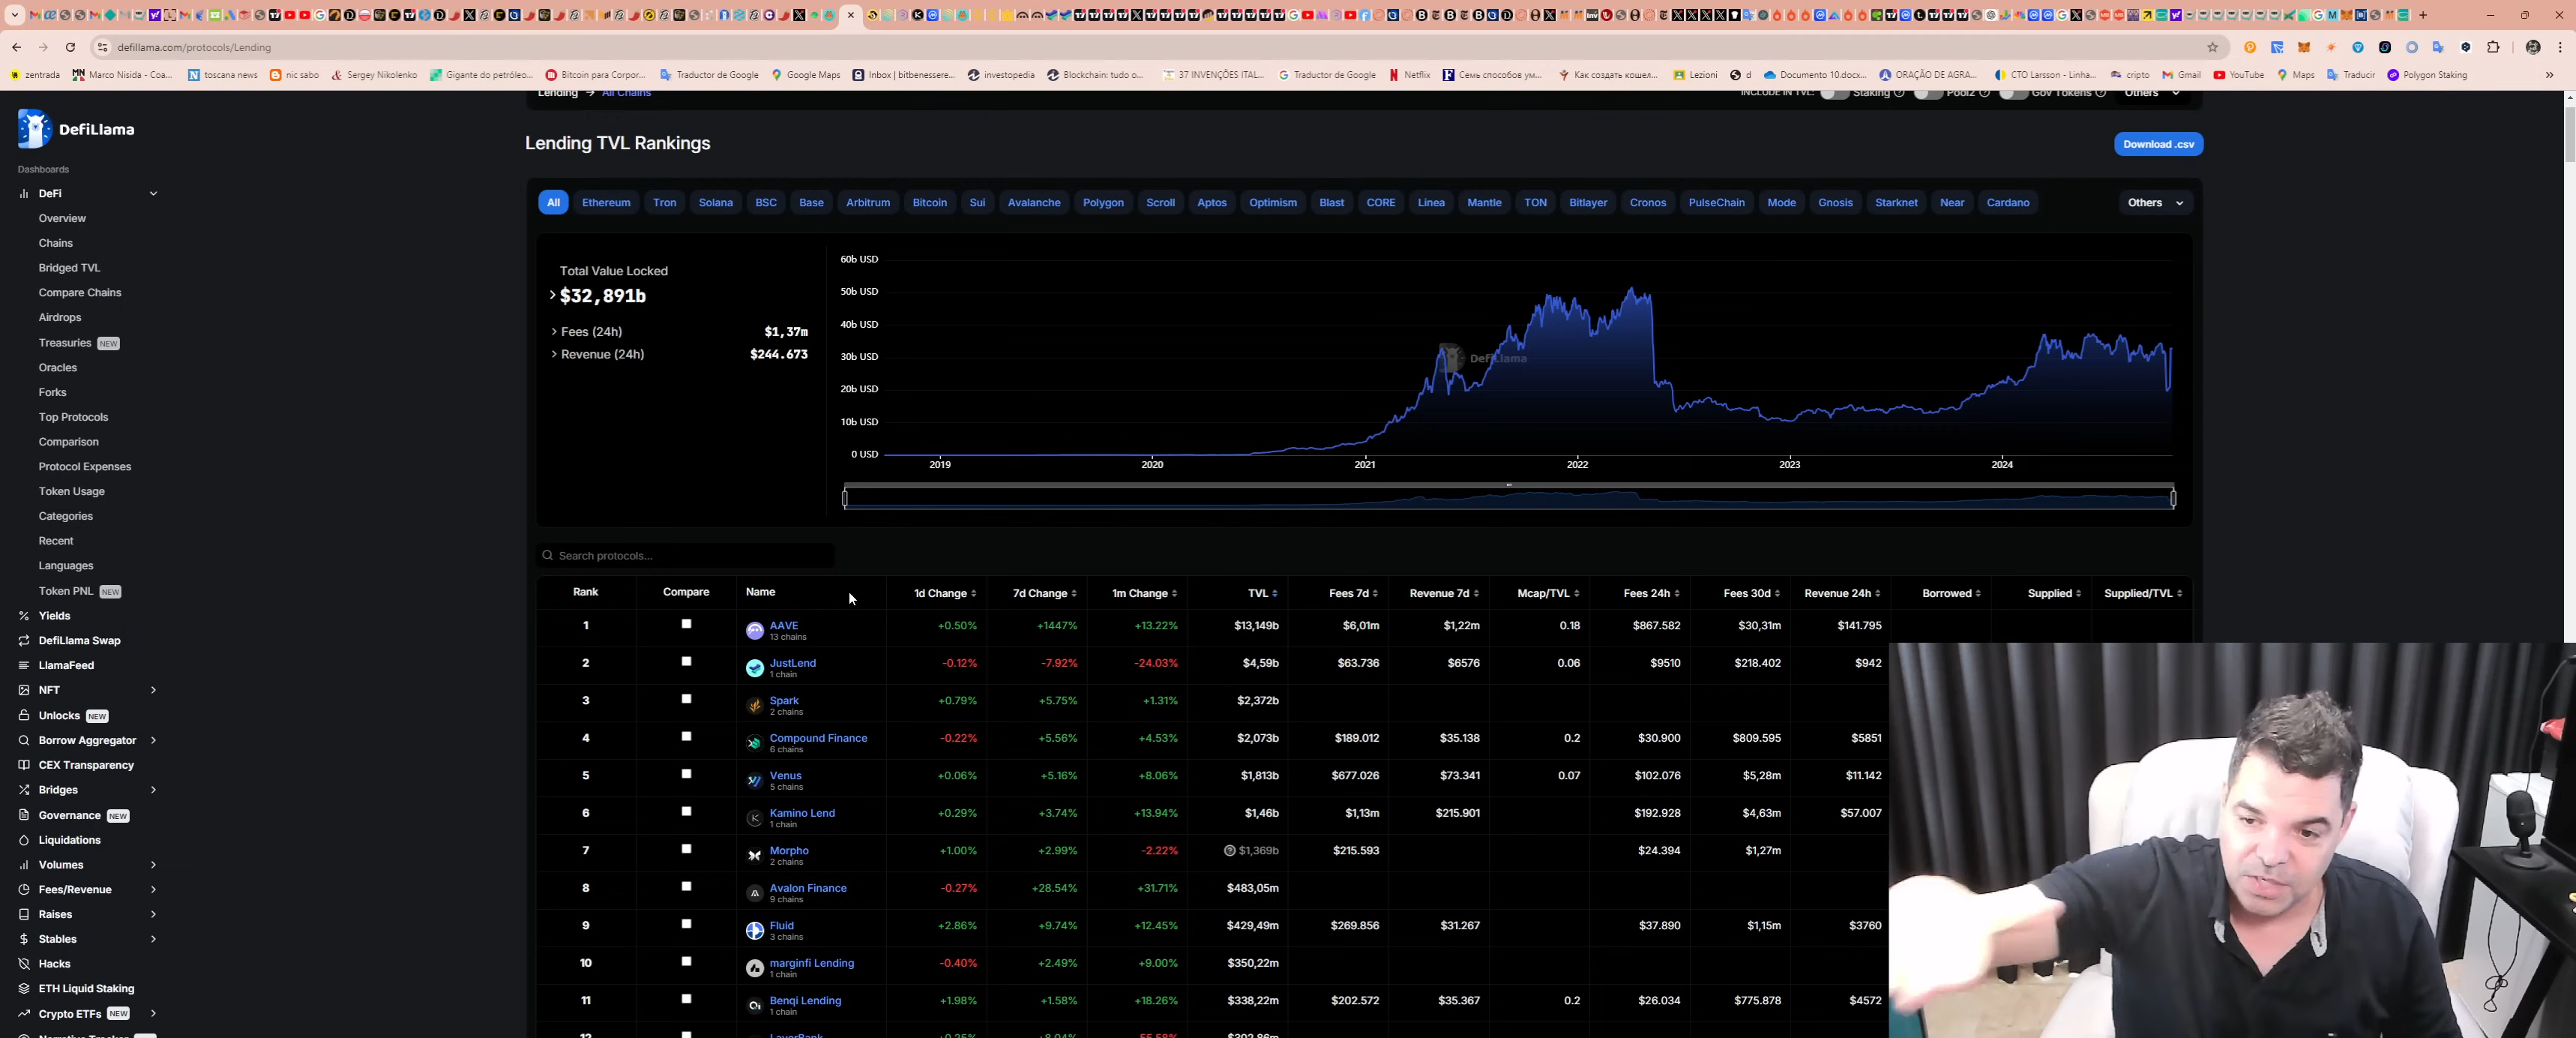 defillama.com/protocols/Lending
zentrada
Marco Nisida - Coa...
toscana news
nic sabo
Sergey Nikolenko
Gigante do petróleo...
Bitcoin para Corpor...
Traductor de Google
Google Maps
Inbox | bitbenessere...
investopedia
Blockchain: tudo o...
37 INVENÇÕES ITAL...
Traductor de Google
Netflix
Семь способов ум...
Как создать кошел...
Lezioni
d
Documento 10.docx...
ORAÇÃO DE AGRA...
CTO Larsson - Linha...
cripto
Gmail
YouTube
Maps
Traducir
Polygon Staking
DefiLlama
Dashboards
DeFi
Overview
Chains
Bridged TVL
Compare Chains
Airdrops
Treasuries NEW
Oracles
Forks
Top Protocols
Comparison
Protocol Expenses
Token Usage
Categories
Recent
Languages
Token PNL NEW
Yields
DefiLlama Swap
LlamaFeed
NFT
Unlocks NEW
Borrow Aggregator
CEX Transparency
Bridges
Governance NEW
Liquidations
Volumes
Fees/Revenue
Raises
Stables
Hacks
ETH Liquid Staking
Crypto ETFs NEW
Lending → All Chains
INCLUDE IN TVL: Staking Pool2 Gov Tokens Others
Lending TVL Rankings
Download .csv
All Ethereum Tron Solana BSC Base Arbitrum Bitcoin Sui Avalanche Polygon Scroll Aptos Optimism Blast CORE Linea Mantle TON Bitlayer Cronos PulseChain Mode Gnosis Starknet Near Cardano Others
Total Value Locked
$32,891b
Fees (24h) $1,37m
Revenue (24h) $244.673
60b USD
50b USD
40b USD
30b USD
20b USD
10b USD
0 USD
DefiLlama
2019 2020 2021 2022 2023 2024
Search protocols...
Rank Compare Name 1d Change 7d Change 1m Change TVL Fees 7d Revenue 7d Mcap/TVL Fees 24h Fees 30d Revenue 24h Borrowed Supplied Supplied/TVL
1 AAVE +0.50% +1447% +13.22% $13,149b $6,01m $1,22m 0.18 $867.582 $30,31m $141.795
13 chains
2 JustLend -0.12% -7.92% -24.03% $4,59b $63.736 $6576 0.06 $9510 $218.402 $942
1 chain
3 Spark +0.79% +5.75% +1.31% $2,372b
2 chains
4 Compound Finance -0.22% +5.56% +4.53% $2,073b $189.012 $35.138 0.2 $30.900 $809.595 $5851
6 chains
5 Venus +0.06% +5.16% +8.06% $1,813b $677.026 $73.341 0.07 $102.076 $5,28m $11.142
5 chains
6 Kamino Lend +0.29% +3.74% +13.94% $1,46b $1,13m $215.901 $192.928 $4,63m $57.007
1 chain
7 Morpho +1.00% +2.99% -2.22% $1,369b $215.593 $24.394 $1,27m
2 chains
8 Avalon Finance -0.27% +28.54% +31.71% $483,05m
9 chains
9 Fluid +2.86% +9.74% +12.45% $429,49m $269.856 $31.267 $37.890 $1,15m $3760
3 chains
10 marginfi Lending -0.40% +2.49% +9.00% $350,22m
1 chain
11 Benqi Lending +1.98% +1.58% +18.26% $338,22m $202.572 $35.367 0.2 $26.034 $775.878 $4572
1 chain